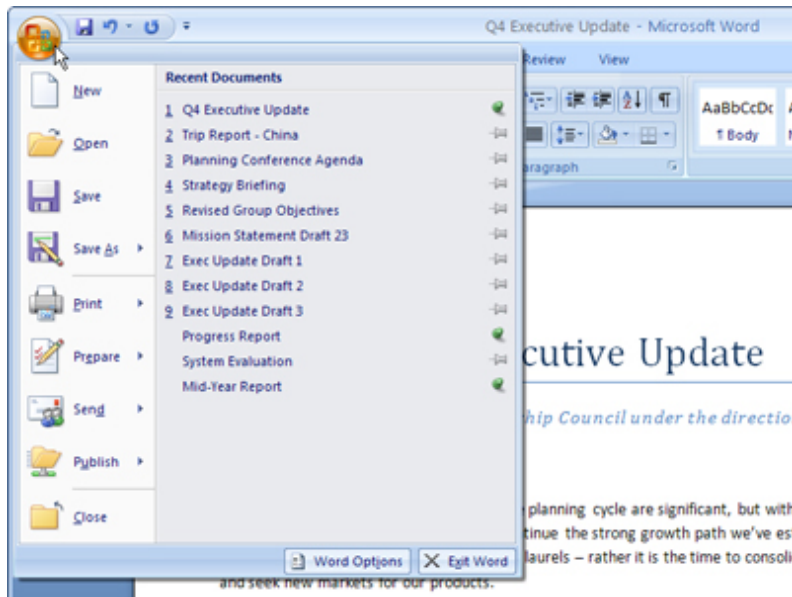 Q4 Executive Update - Microsoft Word
Review View
New
Open
Save
Save As
Print
Prepare
Send
Publish
Close
Recent Documents
1 Q4 Executive Update
2 Trip Report - China
3 Planning Conference Agenda
4 Strategy Briefing
5 Revised Group Objectives
6 Mission Statement Draft 23
7 Exec Update Draft 1
8 Exec Update Draft 2
9 Exec Update Draft 3
Progress Report
System Evaluation
Mid-Year Report
Word Options Exit Word
AaBbCcDc
¶ Body
aragraph
cutive Update
hip Council under the directio
planning cycle are significant, but with
tinue the strong growth path we've es
laurels – rather it is the time to consoli
and seek new markets for our products.